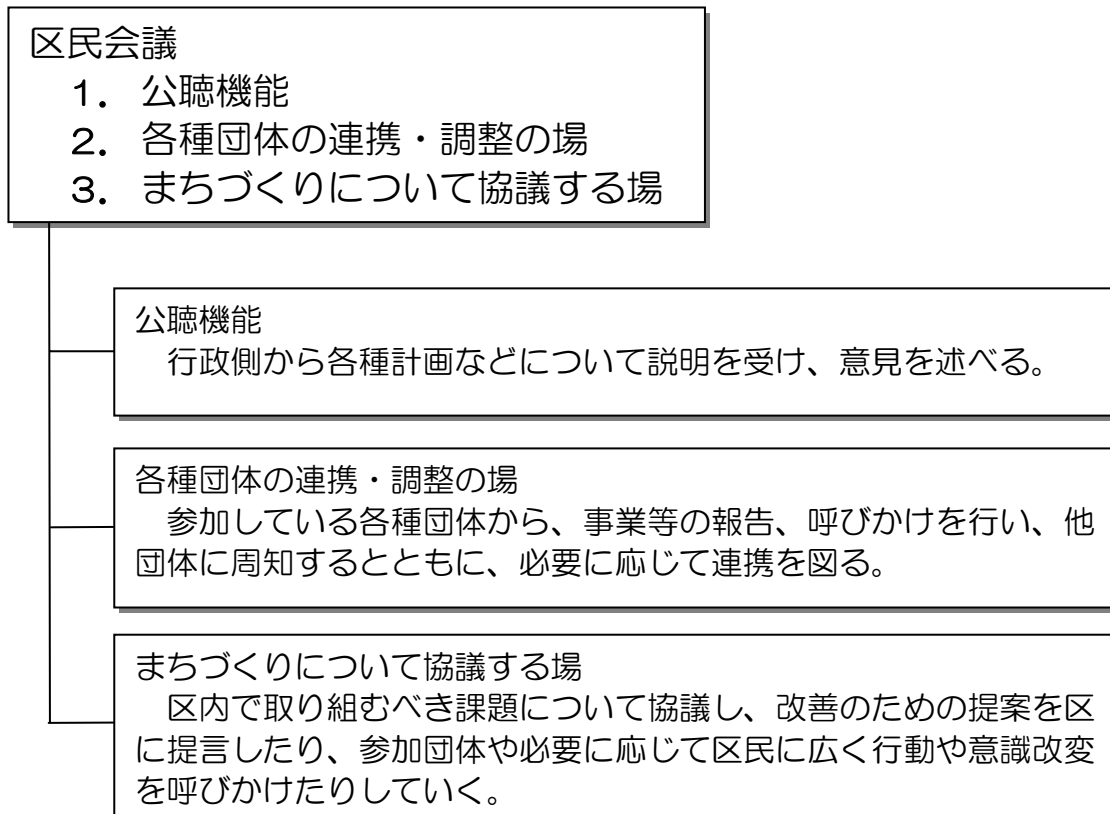 区民会議
1. 公聴機能
2. 各種団体の連携・調整の場
3. まちづくりについて協議する場
公聴機能
行政側から各種計画などについて説明を受け、意見を述べる。
各種団体の連携・調整の場
参加している各種団体から、事業等の報告、呼びかけを行い、他
団体に周知するとともに、必要に応じて連携を図る。
まちづくりについて協議する場
区内で取り組むべき課題について協議し、改善のための提案を区
に提言したり、参加団体や必要に応じて区民に広く行動や意識改変
を呼びかけたりしていく。